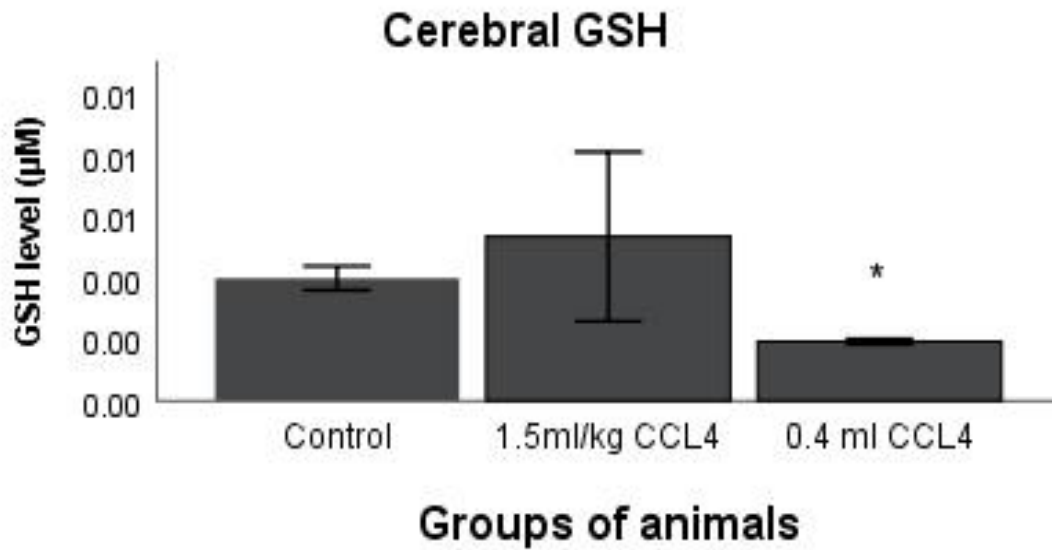 Cerebral GSH
GSH level (µM)
0.01
0.01
0.01
0.00
0.00
0.00
*
Control
1.5ml/kg CCL4
0.4 ml CCL4
Groups of animals